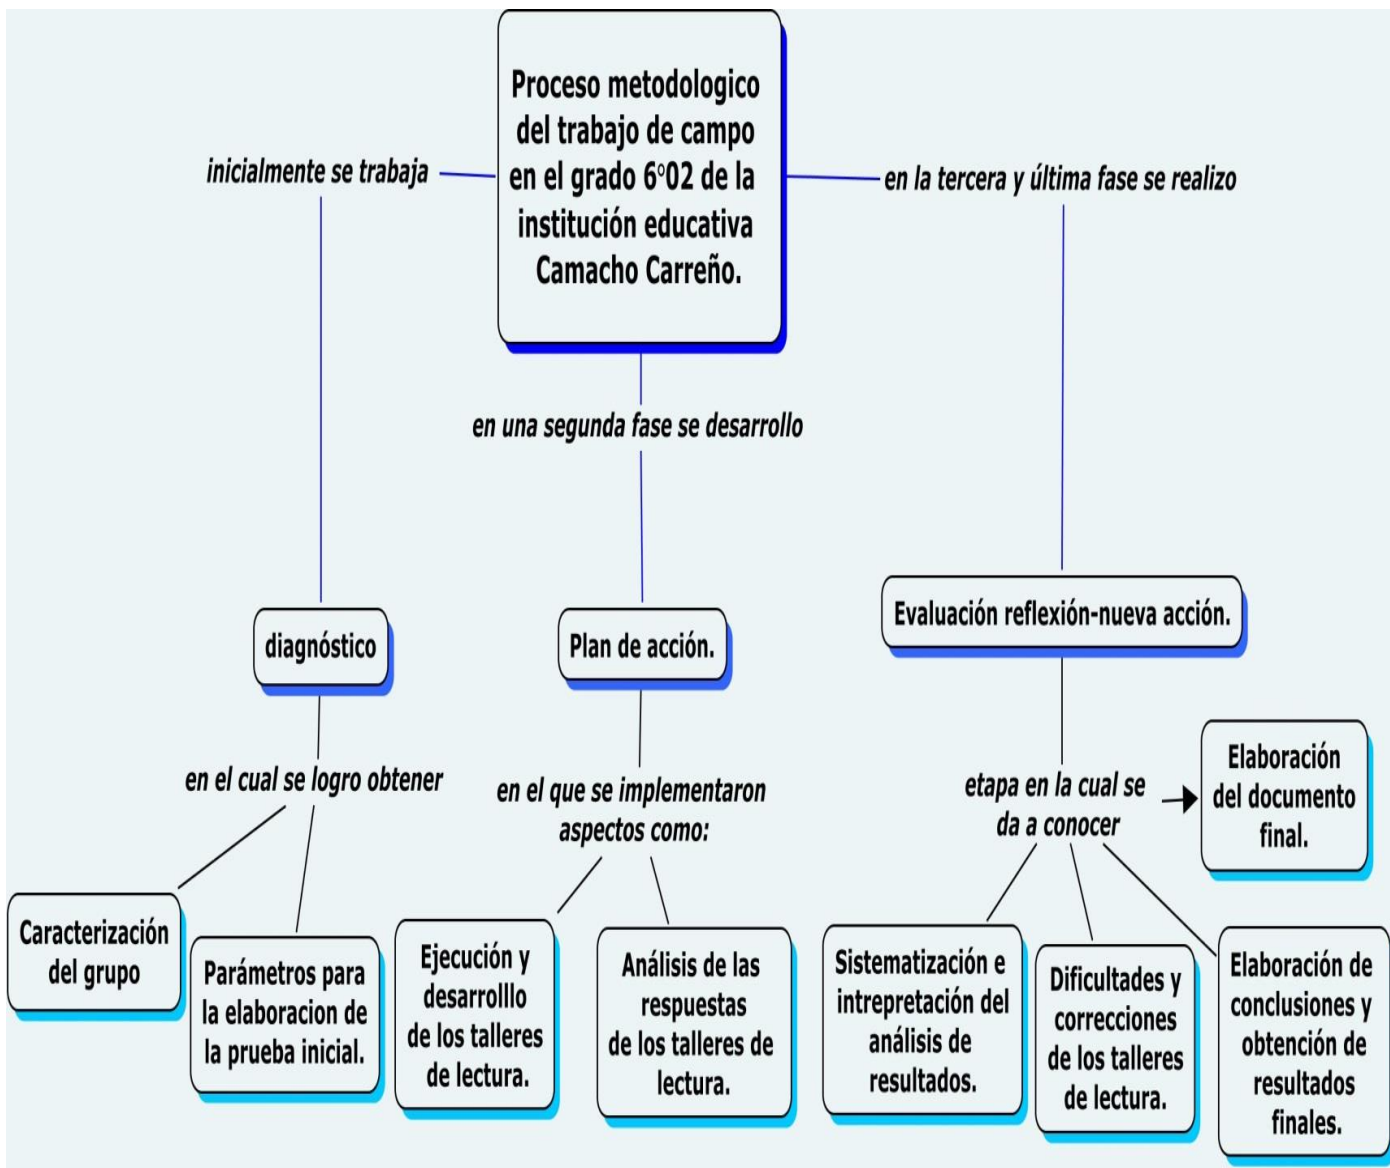 Proceso metodologico
del trabajo de campo
en el grado 6°02 de la
institución educativa
Camacho Carreño.
inicialmente se trabaja
en la tercera y última fase se realizo
en una segunda fase se desarrollo
diagnóstico
Plan de acción.
Evaluación reflexión-nueva acción.
en el cual se logro obtener
en el que se implementaron
aspectos como:
etapa en la cual se
da a conocer
Elaboración
del documento
final.
Caracterización
del grupo
Parámetros para
la elaboracion de
la prueba inicial.
Ejecución y
desarrolllo
de los talleres
de lectura.
Análisis de las
respuestas
de los talleres de
lectura.
Sistematización e
intrepretación del
análisis de
resultados.
Dificultades y
correcciones
de los talleres
de lectura.
Elaboración de
conclusiones y
obtención de
resultados
finales.